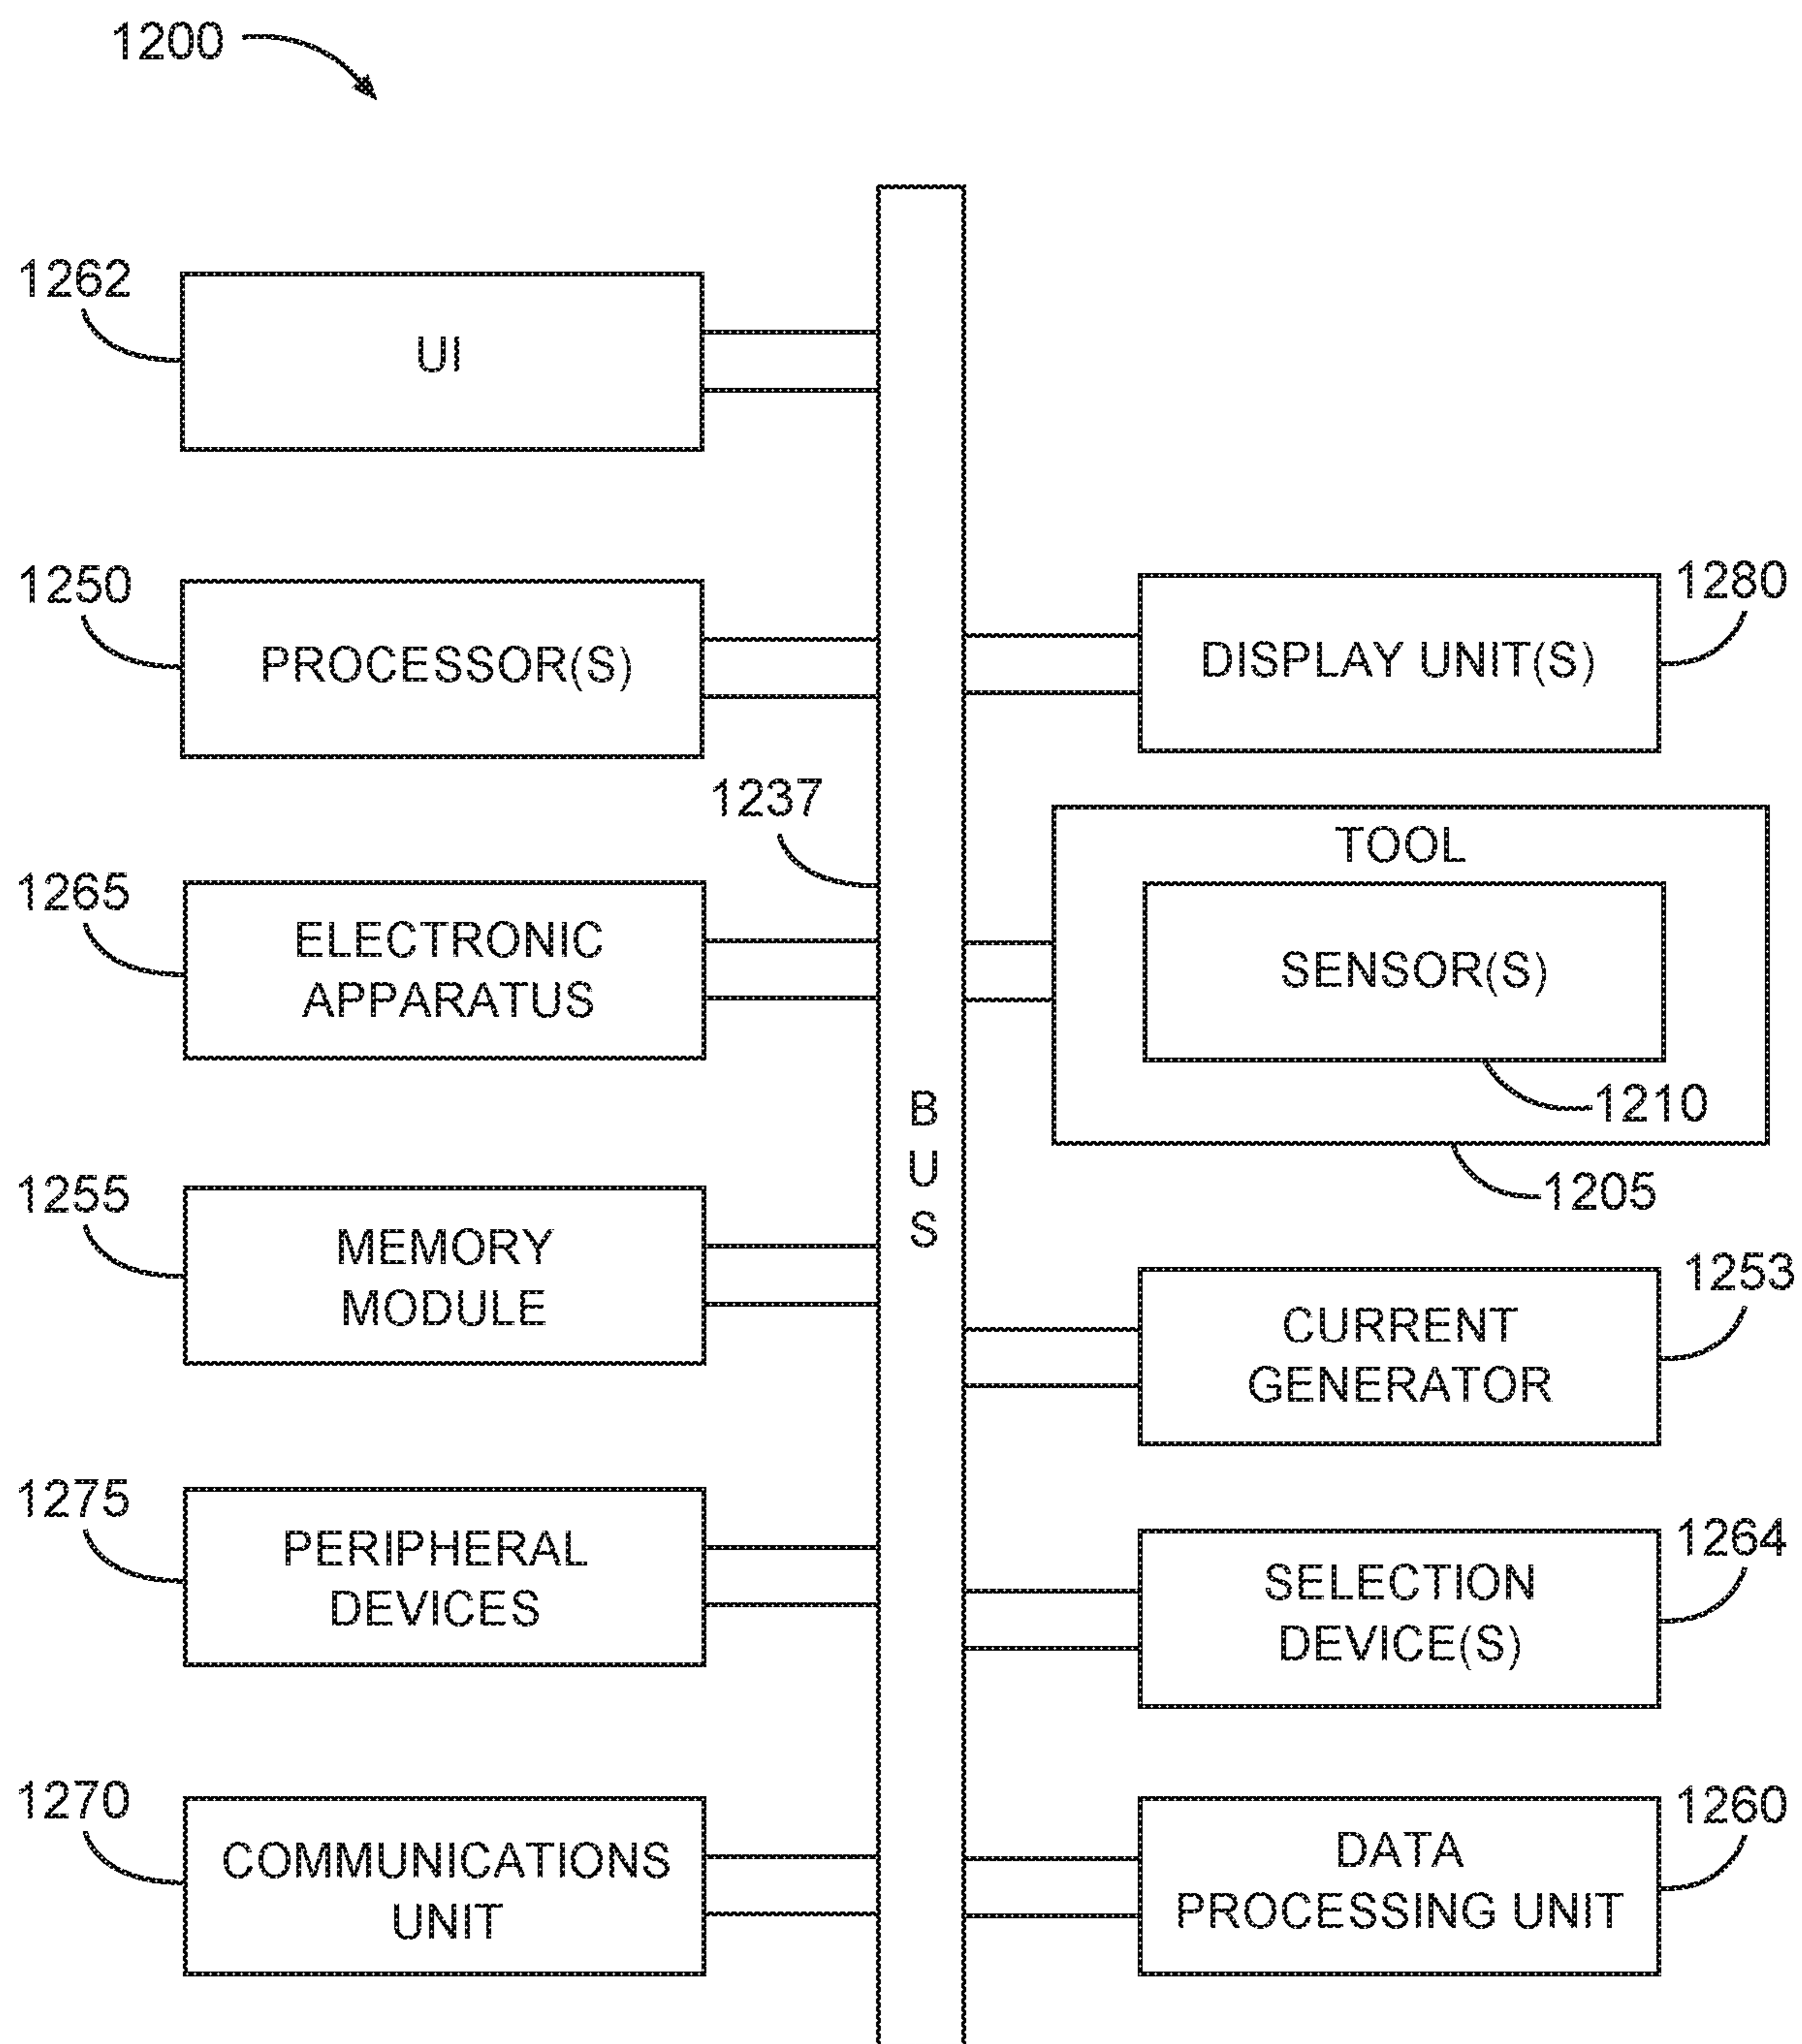 1200
1262
UI
1250
PROCESSOR(S)
1280
DISPLAY UNIT(S)
1237
TOOL
1265
ELECTRONIC
APPARATUS
SENSOR(S)
1210
1205
BUS
1255
MEMORY
MODULE
1253
CURRENT
GENERATOR
1275
PERIPHERAL
DEVICES
1264
SELECTION
DEVICE(S)
1270
COMMUNICATIONS
UNIT
1260
DATA
PROCESSING UNIT